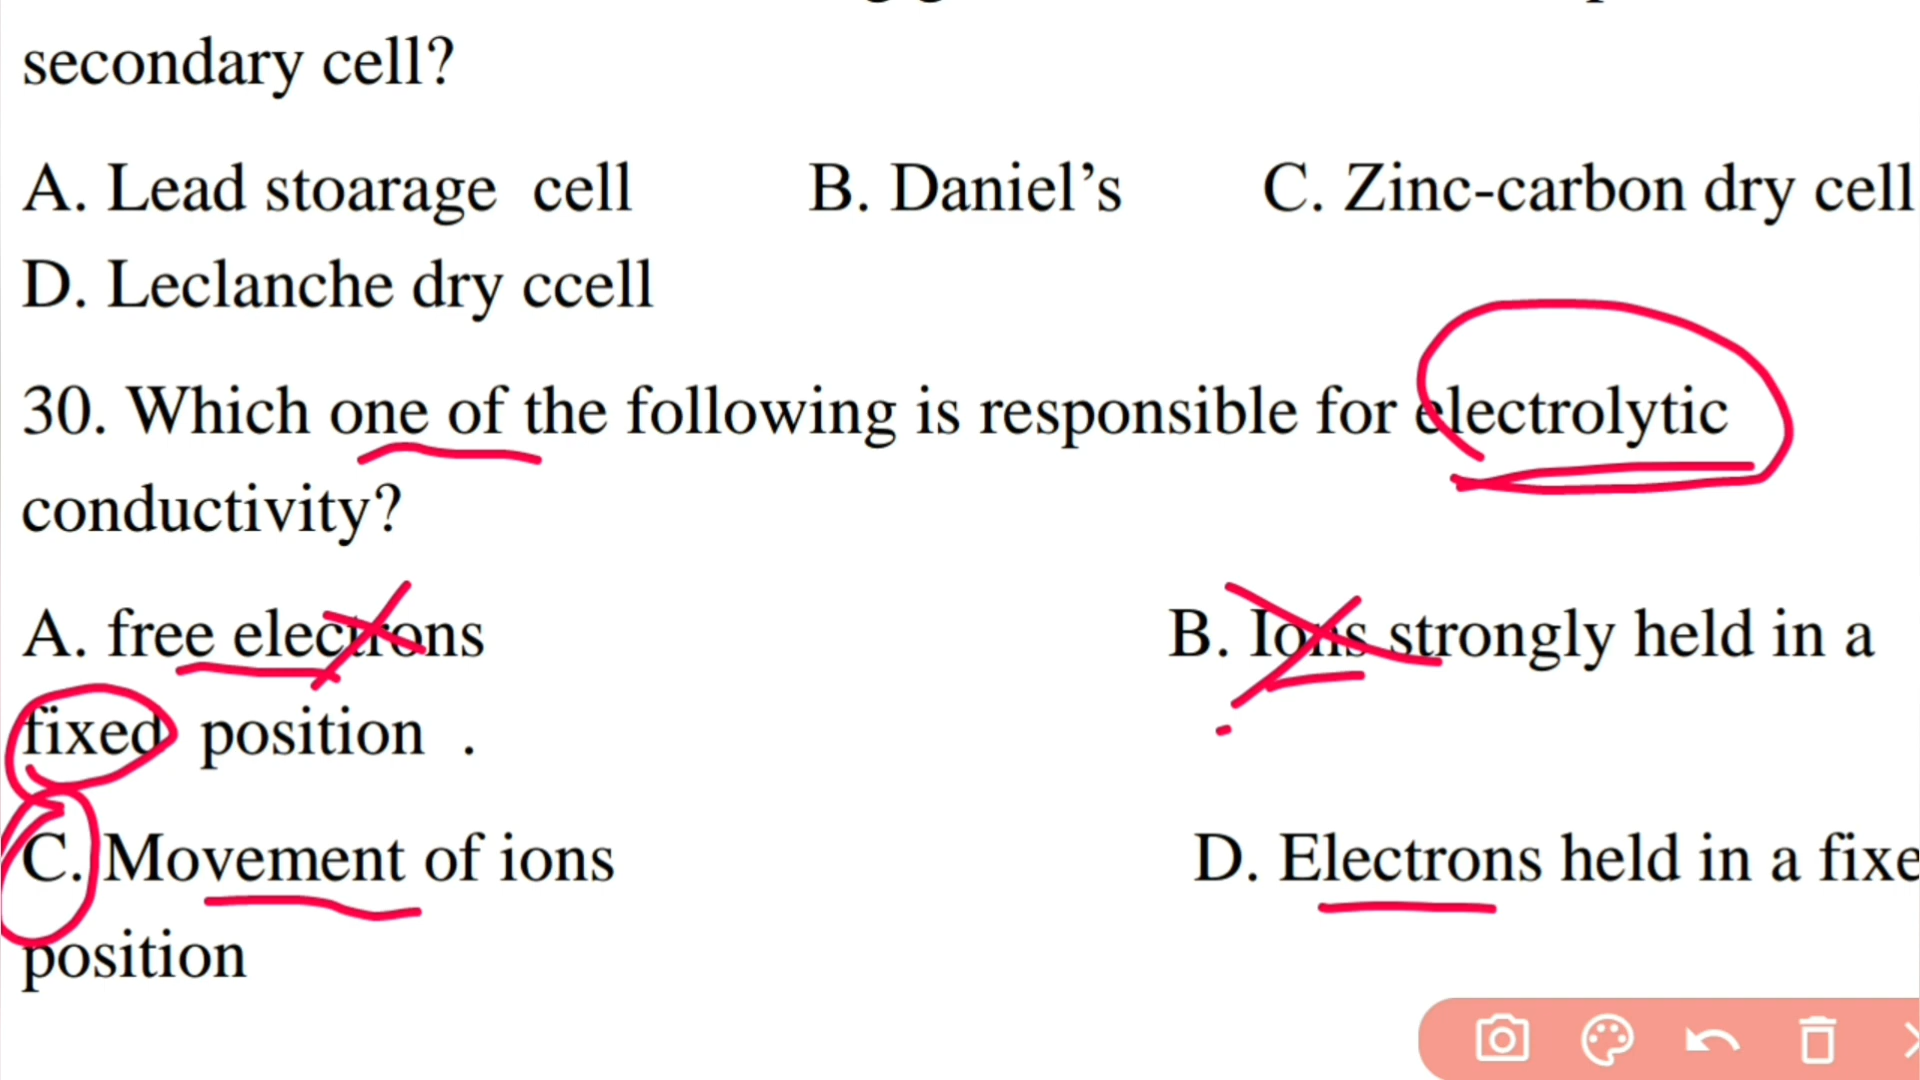 secondary cell?
A. Lead stoarage cell B. Daniel’s C. Zinc-carbon dry cell
D. Leclanche dry ccell
30. Which one of the following is responsible for electrolytic
conductivity?
A. free electrons B. Ions strongly held in a
fixed position .
C. Movement of ions D. Electrons held in a fixe
position